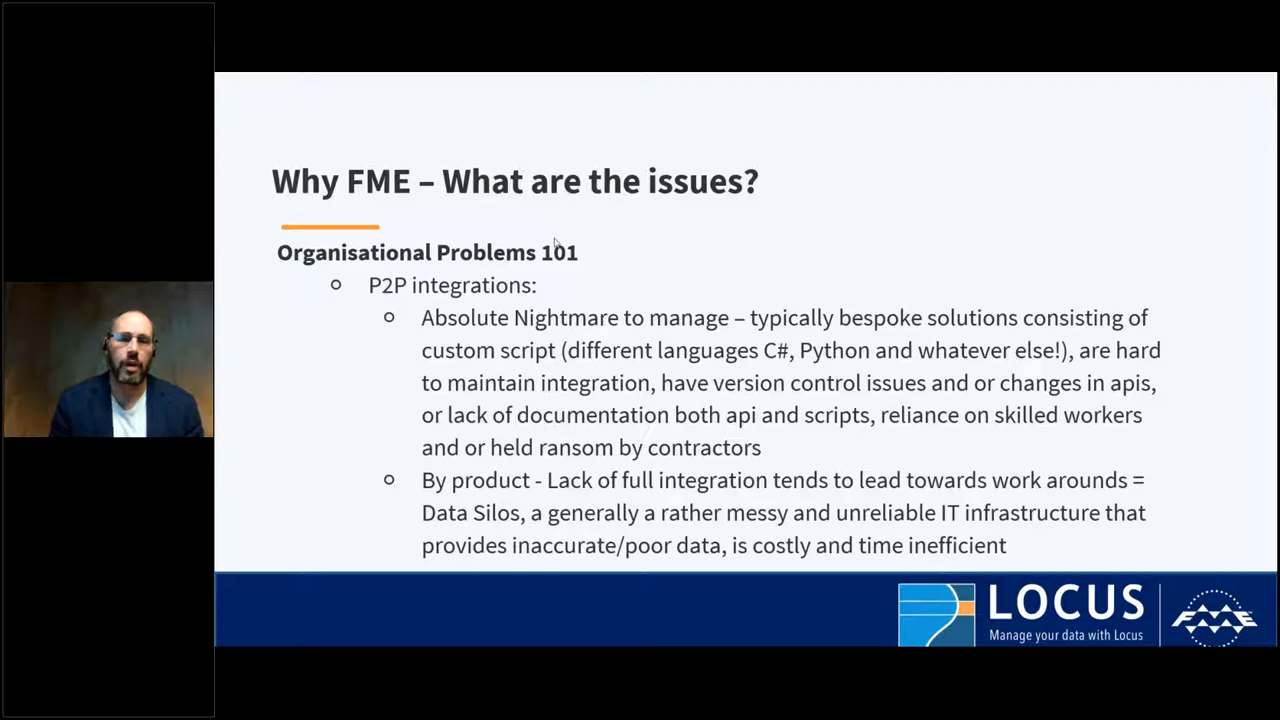 Why FME – What are the issues?
Organisational Problems 101
P2P integrations:
Absolute Nightmare to manage – typically bespoke solutions consisting of
custom script (different languages C#, Python and whatever else!), are hard
to maintain integration, have version control issues and or changes in apis,
or lack of documentation both api and scripts, reliance on skilled workers
and or held ransom by contractors
By product - Lack of full integration tends to lead towards work arounds =
Data Silos, a generally a rather messy and unreliable IT infrastructure that
provides inaccurate/poor data, is costly and time inefficient
LOCUS
Manage your data with Locus
FME